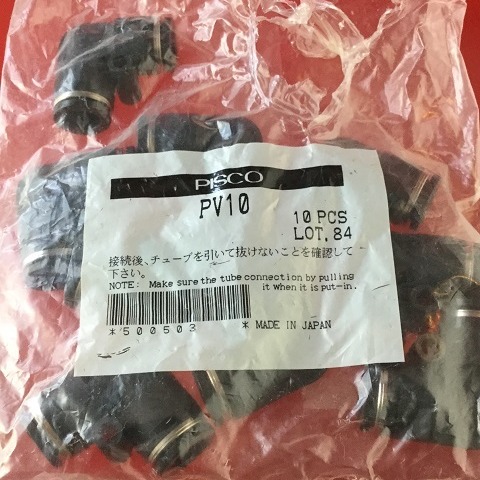 PISCO
PV10
10 PCS
LOT. 84
接続後、チューブを引いて抜けないことを確認して
下さい。
NOTE: Make sure the tube connection by pulling
it when it is put-in.
*500503 *
MADE IN JAPAN